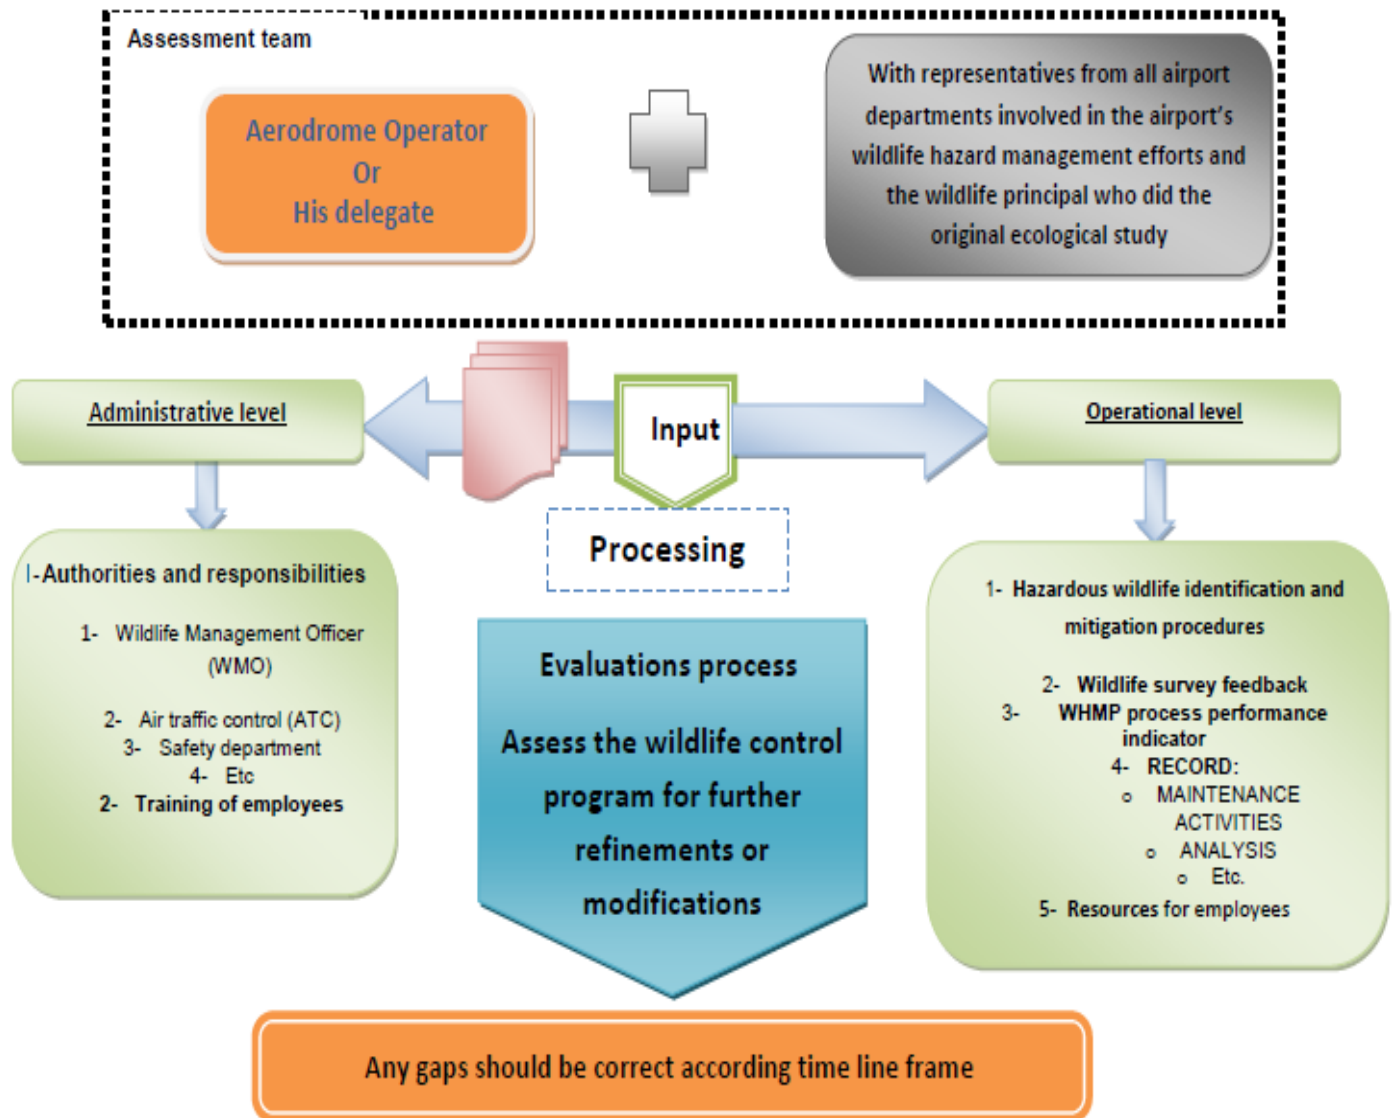 Assessment team
Aerodrome Operator
Or
His delegate
With representatives from all airport
departments involved in the airport's
wildlife hazard management efforts and
the wildlife principal who did the
original ecological study
Administrative level
Input
Operational level
Processing
I-Authorities and responsibilities
1- Wildlife Management Officer
(WMO)
2- Air traffic control (ATC)
3- Safety department
4- Etc
2- Training of employees
Evaluations process
Assess the wildlife control
program for further
refinements or
modifications
1- Hazardous wildlife identification and
mitigation procedures
2- Wildlife survey feedback
3- WHMP process performance
indicator
4- RECORD:
o MAINTENANCE
ACTIVITIES
o ANALYSIS
o Etc.
5- Resources for employees
Any gaps should be correct according time line frame